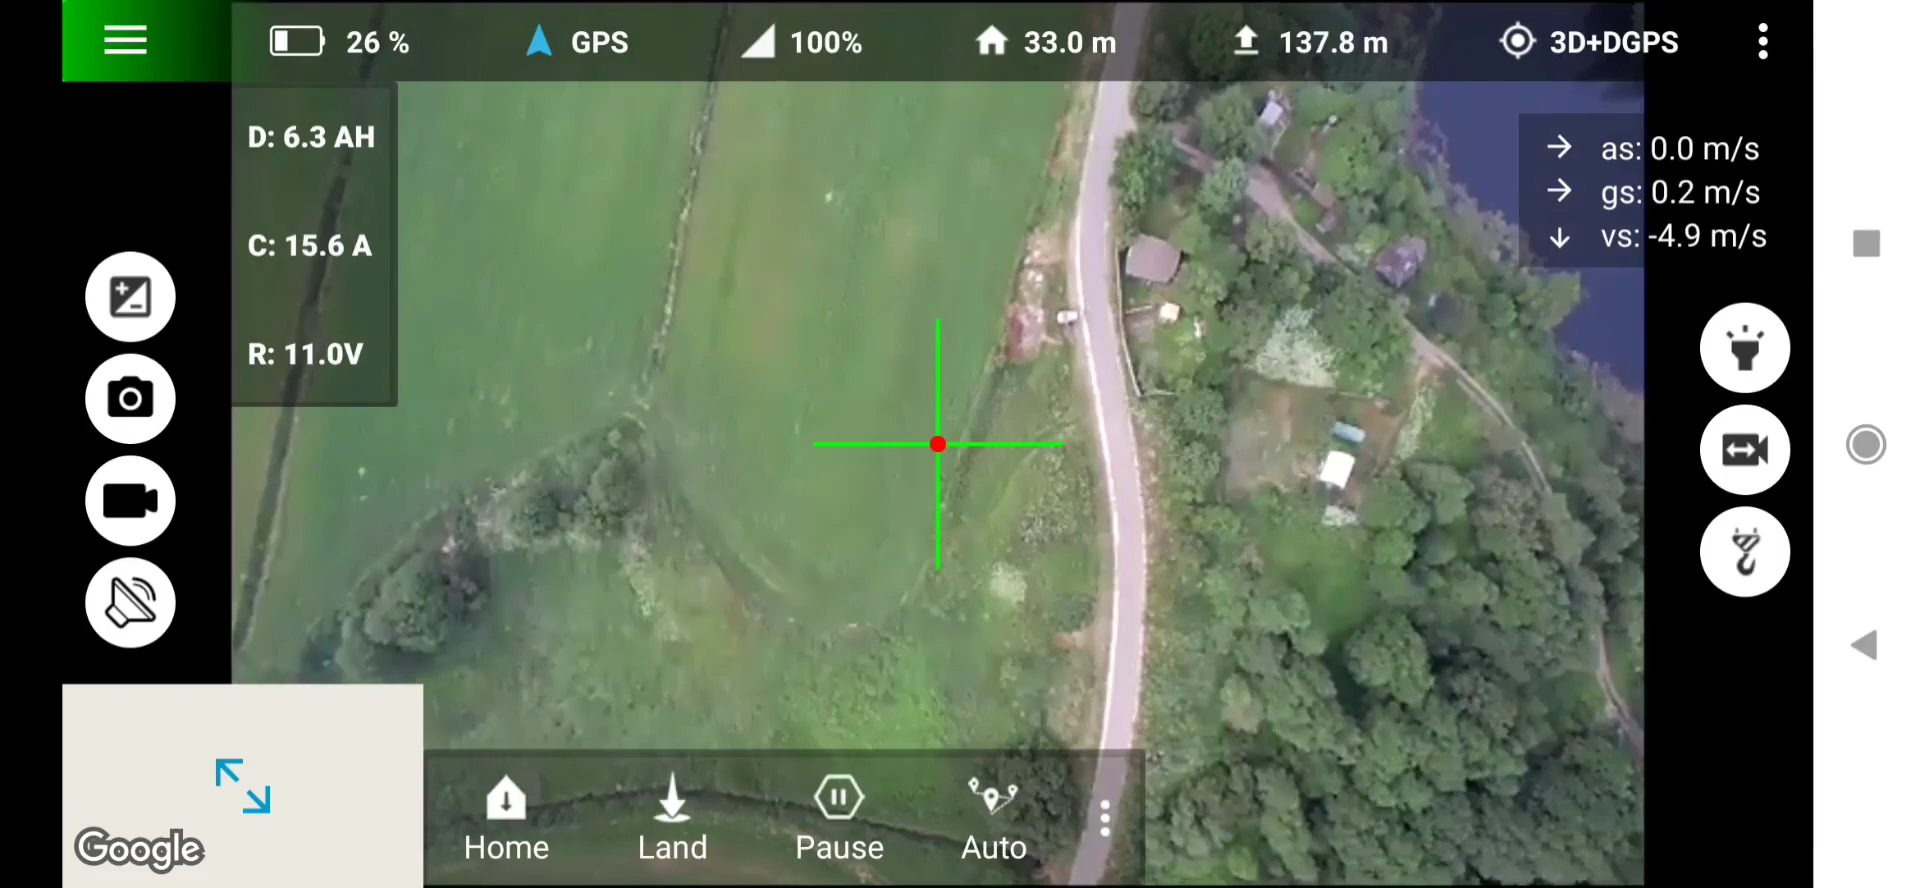 26 %
GPS
100%
33.0 m
137.8 m
3D+DGPS
D: 6.3 AH
C: 15.6 A
R: 11.0V
as: 0.0 m/s
gs: 0.2 m/s
vs: -4.9 m/s
Google
Home
Land
Pause
Auto